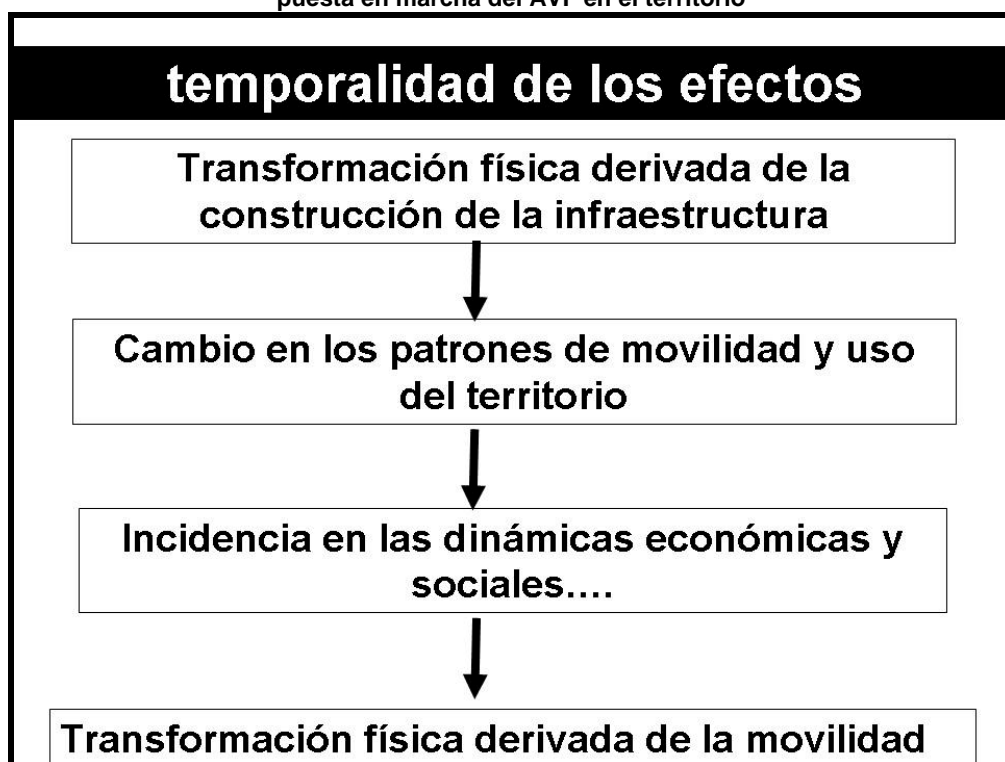 puesta en marcha del AVF en el territorio
temporalidad de los efectos
Transformación física derivada de la
construcción de la infraestructura
Cambio en los patrones de movilidad y uso
del territorio
Incidencia en las dinámicas económicas y
sociales....
Transformación física derivada de la movilidad